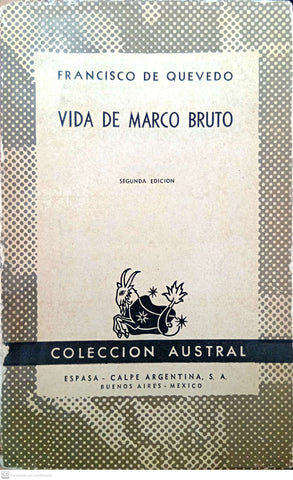 FRANCISCO DE QUEVEDO
VIDA DE MARCO BRUTO
SEGUNDA EDICION
COLECCION AUSTRAL
ESPASA - CALPE ARGENTINA, S. A.
BUENOS AIRES - MEXICO